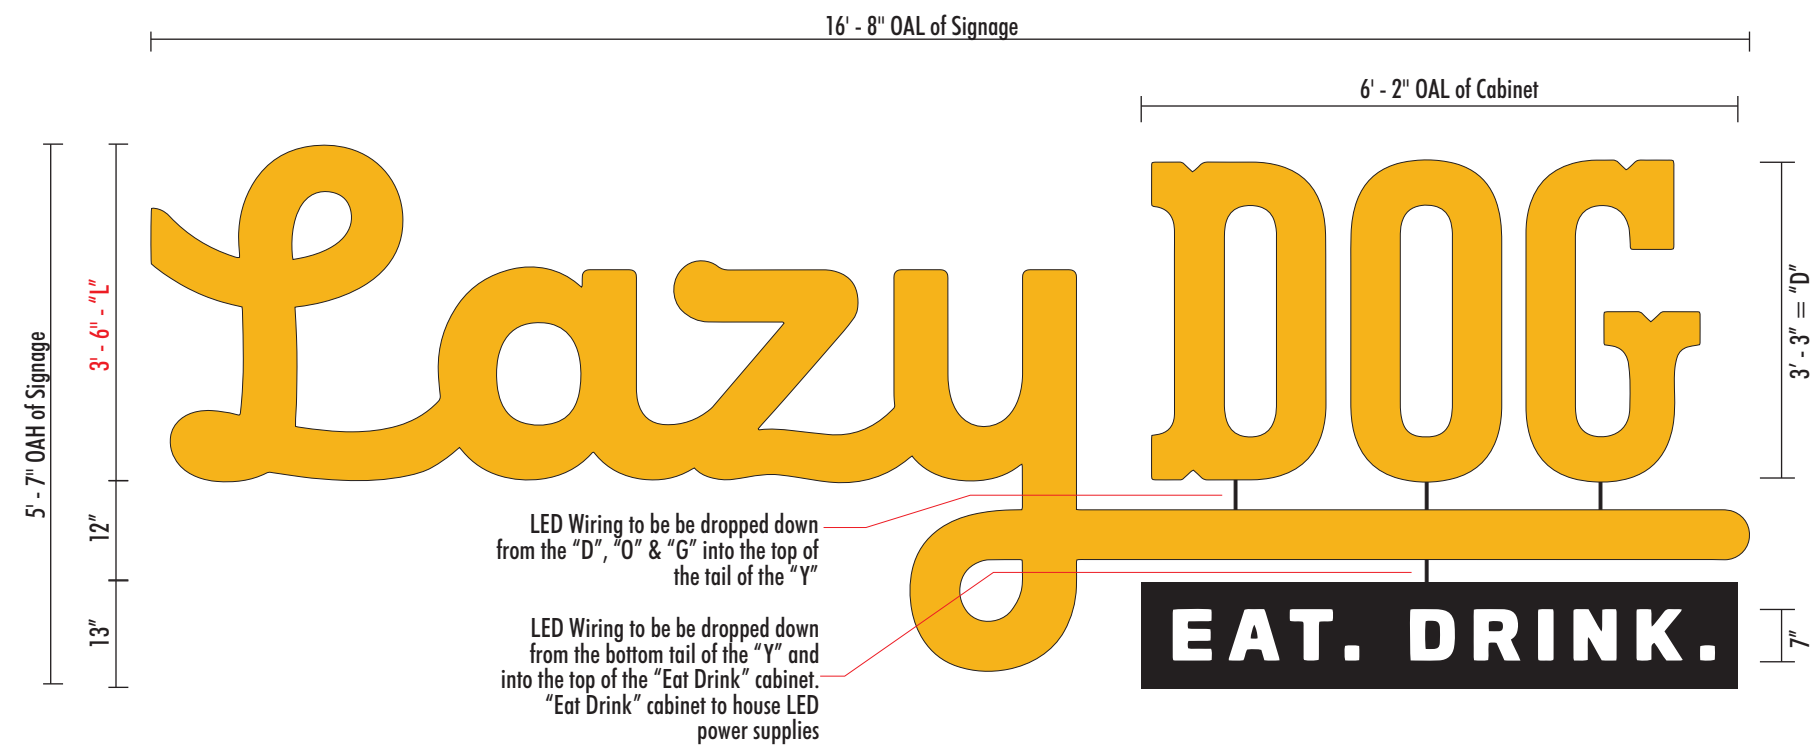 16' - 8" OAL of Signage
6' - 2" OAL of Cabinet
5' - 7" OAH of Signage
3' - 6" - “L”
12”
13”
Lazy DOG
3' - 3” = “D”
LED Wiring to be be dropped down
from the “D”, “O” & “G” into the top of
the tail of the “Y”
LED Wiring to be be dropped down
from the bottom tail of the “Y” and
into the top of the “Eat Drink” cabinet.
“Eat Drink” cabinet to house LED
power supplies
EAT. DRINK.
7”